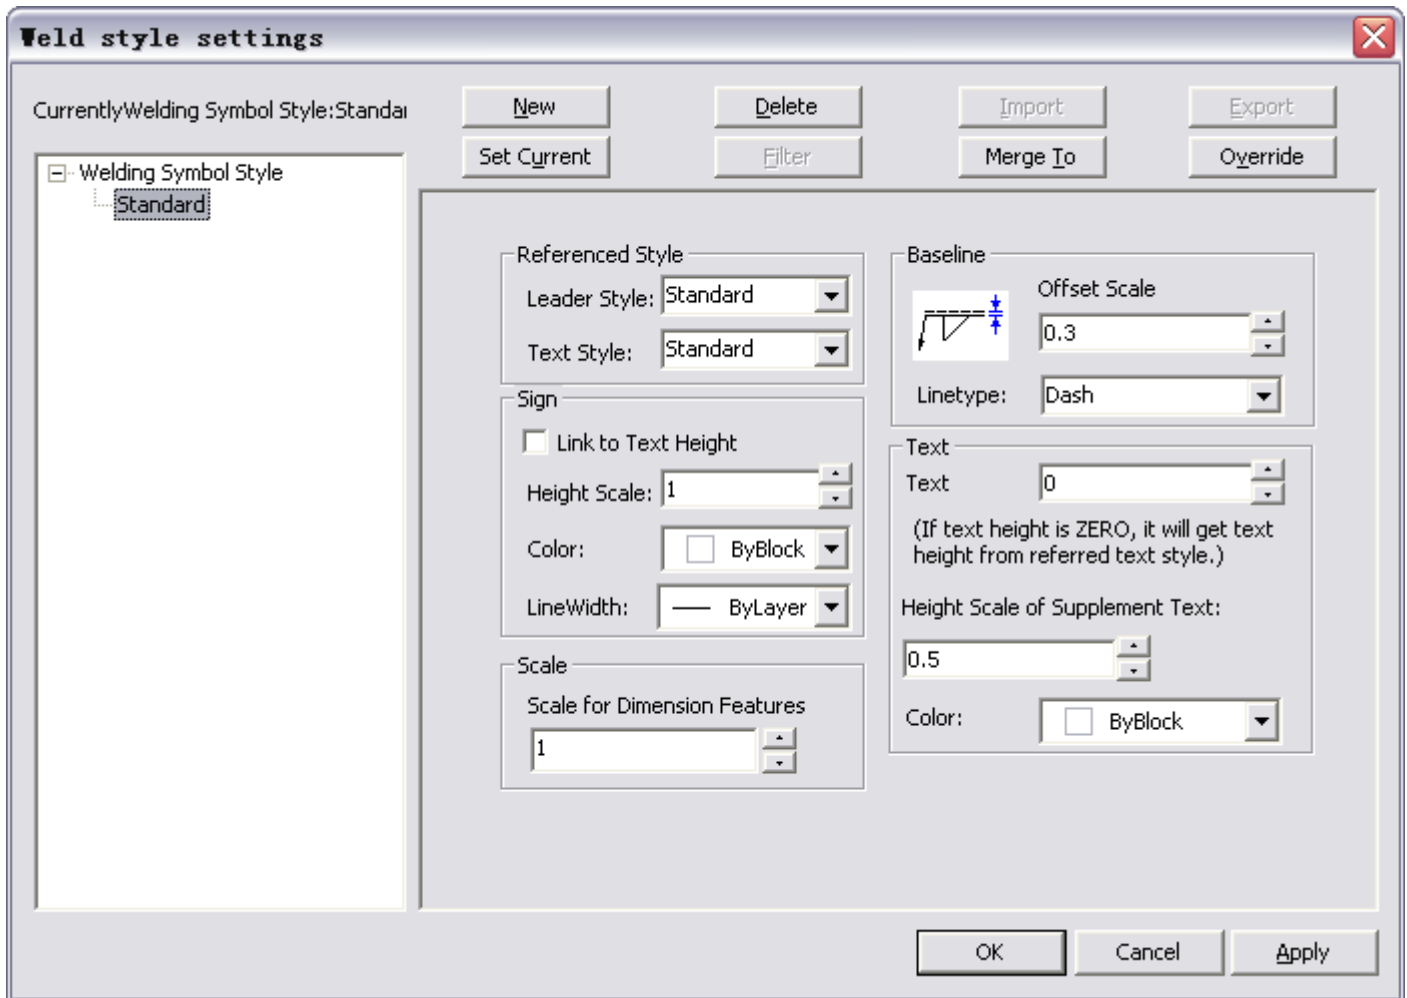 Weld style settings
CurrentlyWelding Symbol Style:Standar
New
Delete
Import
Export
Set Current
Filter
Merge To
Override
Welding Symbol Style
Standard
Referenced Style
Leader Style: Standard
Text Style: Standard
Sign
Link to Text Height
Height Scale: 1
Color: ByBlock
LineWidth: ByLayer
Scale
Scale for Dimension Features
1
Baseline
Offset Scale
0.3
Linetype: Dash
Text
Text 0
(If text height is ZERO, it will get text
height from referred text style.)
Height Scale of Supplement Text:
0.5
Color: ByBlock
OK
Cancel
Apply